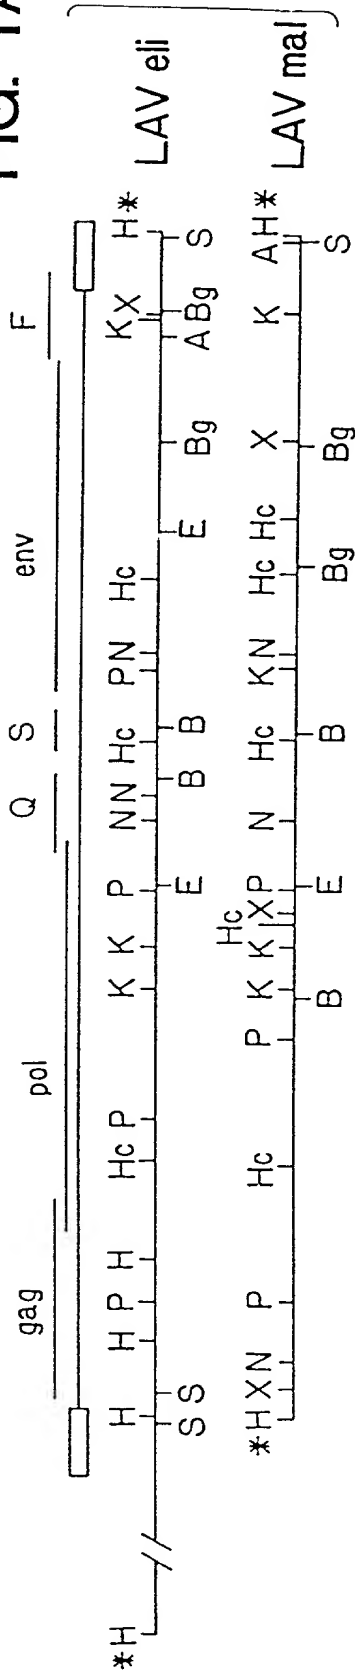 FIG. 1A
gag pol Q S env F
*H H H P H Hc P K K P N N Hc P N Hc K X H* LAV eli
S S E B B E Bg A Bg S
Hc
*H X N P Hc P K K X P N Hc K N Hc Hc X K A H* LAV mal
B E B Bg Bg S